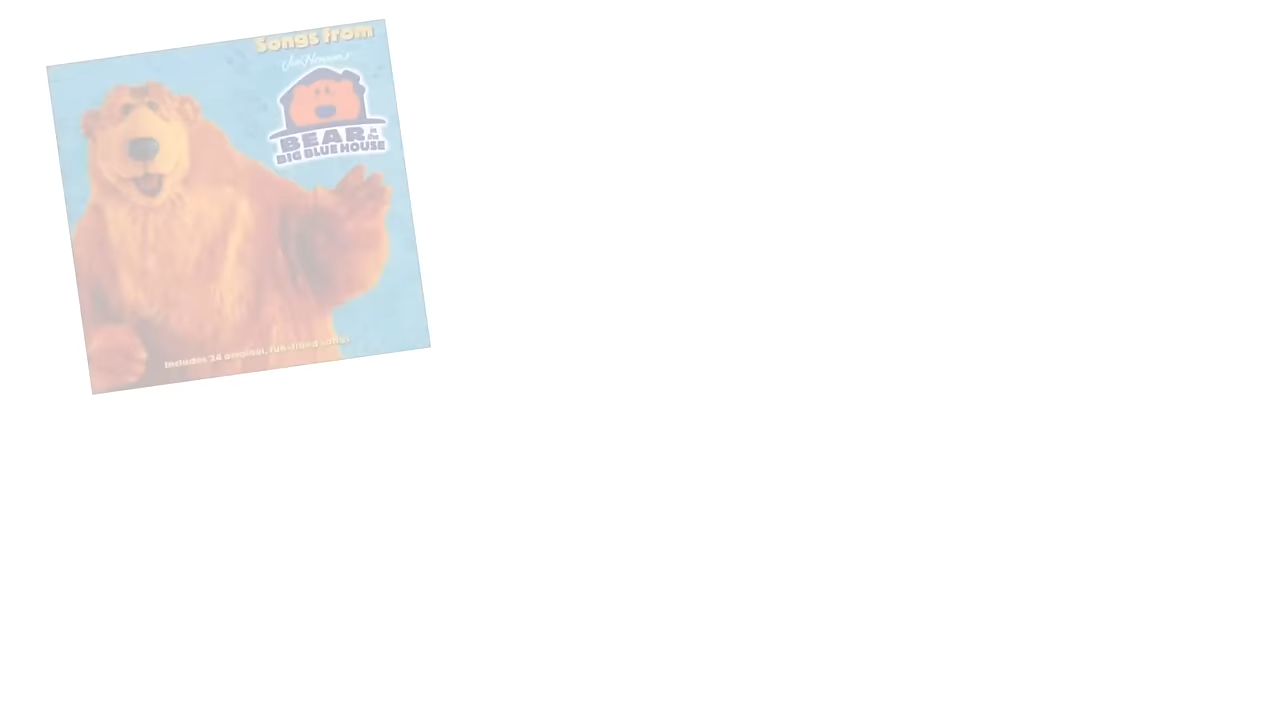 Songs from
Jim Henson's
BEAR in the
BIG BLUE HOUSE
Includes 24 original, fun-filled songs